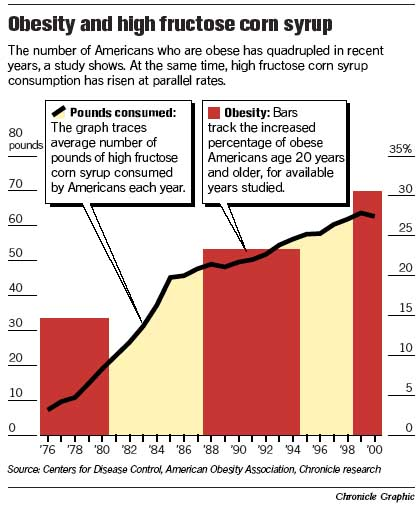 Obesity and high fructose corn syrup
The number of Americans who are obese has quadrupled in recent
years, a study shows. At the same time, high fructose corn syrup
consumption has risen at parallel rates.
Pounds consumed:
The graph traces
average number of
pounds of high fructose
corn syrup consumed
by Americans each year.
Obesity: Bars
track the increased
percentage of obese
Americans age 20 years
and older, for available
years studied.
80
pounds
70
60
50
40
30
20
10
0
35%
30
25
20
15
10
5
0
'76 '78 '80 '82 '84 '86 '88 '90 '92 '94 '96 '98 '00
Source: Centers for Disease Control, American Obesity Association, Chronicle research
Chronicle Graphic